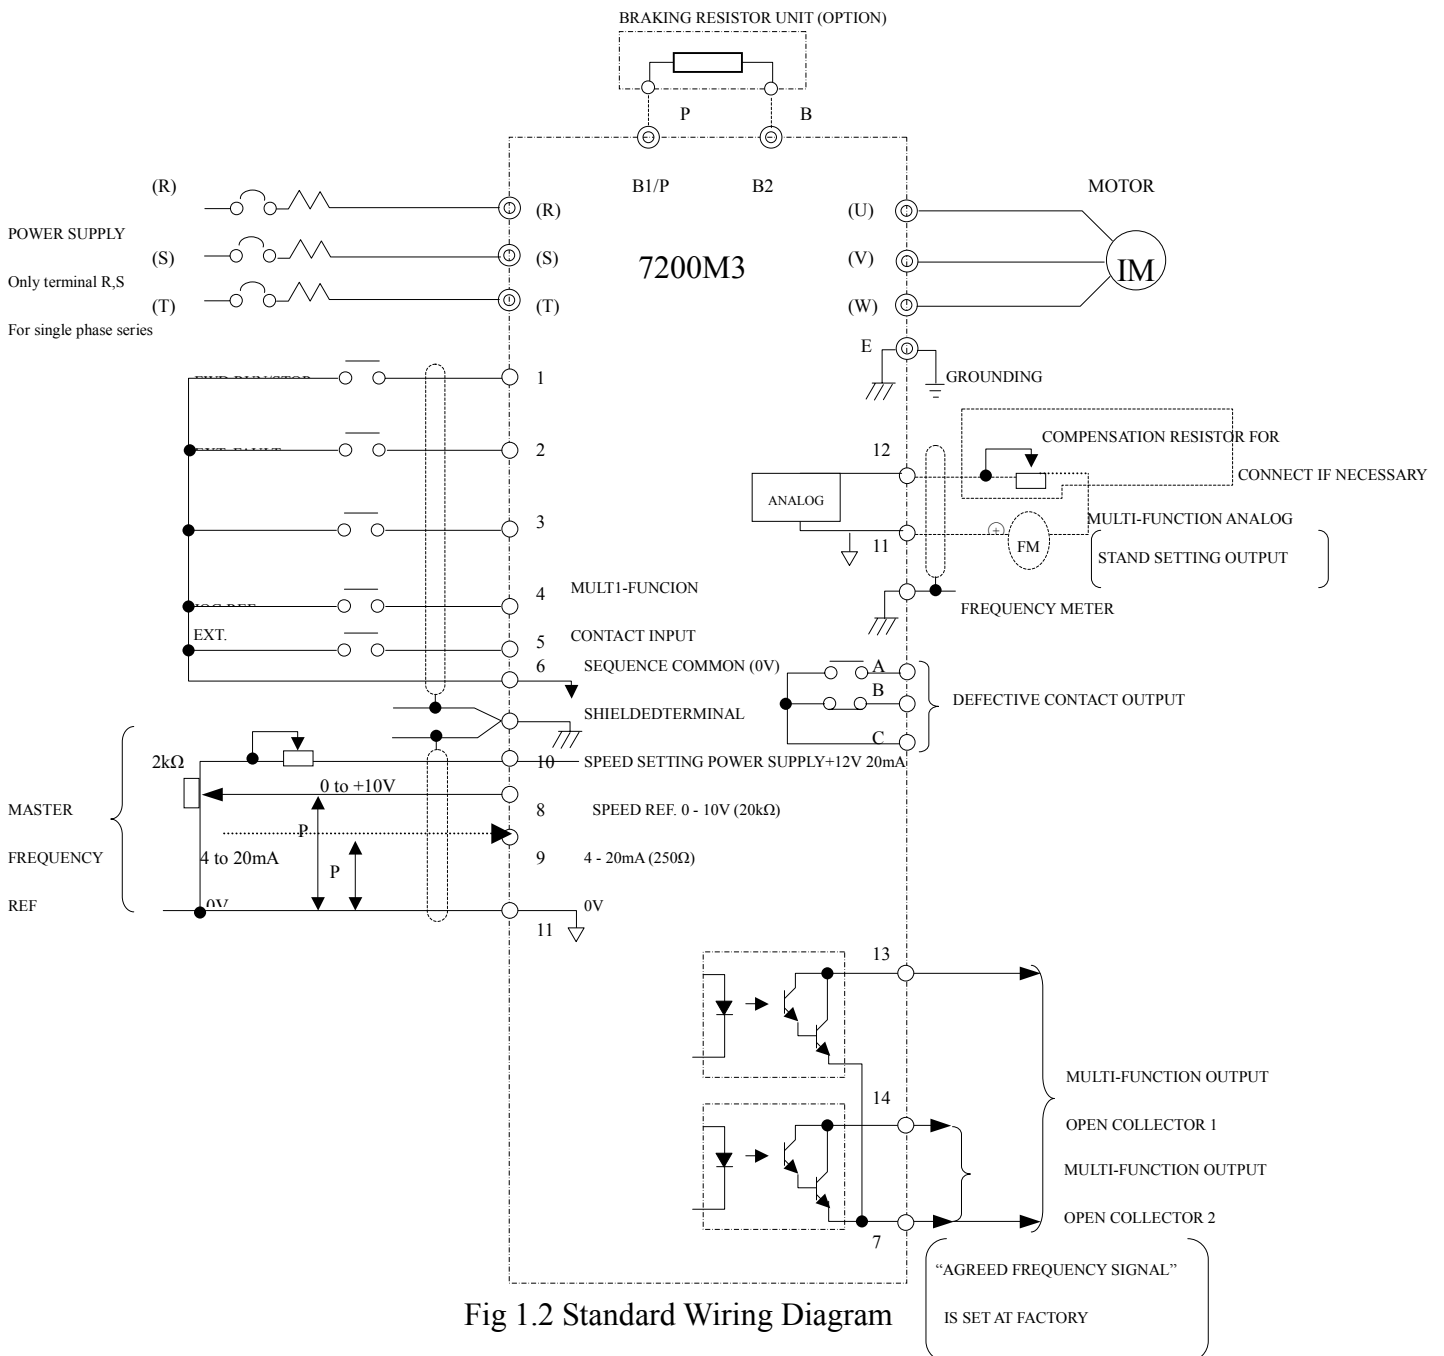 BRAKING RESISTOR UNIT (OPTION)
P
B
B1/P
B2
(R)
(R)
(U)
MOTOR
POWER SUPPLY
(S)
(S)
7200M3
(V)
IM
Only terminal R,S
(T)
(T)
(W)
For single phase series
E
GROUNDING
1
2
3
4
MULT1-FUNCION
EXT.
5
CONTACT INPUT
6
SEQUENCE COMMON (0V)
SHIELDEDTERMINAL
12
COMPENSATION RESISTOR FOR
CONNECT IF NECESSARY
ANALOG
MULTI-FUNCTION ANALOG
11
+
FM
STAND SETTING OUTPUT
FREQUENCY METER
A
B
DEFECTIVE CONTACT OUTPUT
C
2kΩ
10
SPEED SETTING POWER SUPPLY+12V 20mA
0 to +10V
MASTER
8
SPEED REF. 0 - 10V (20kΩ)
P
FREQUENCY
4 to 20mA
P
9
4 - 20mA (250Ω)
REF
0V
0V
11
13
MULTI-FUNCTION OUTPUT
14
OPEN COLLECTOR 1
MULTI-FUNCTION OUTPUT
OPEN COLLECTOR 2
7
“AGREED FREQUENCY SIGNAL”
IS SET AT FACTORY
Fig 1.2 Standard Wiring Diagram